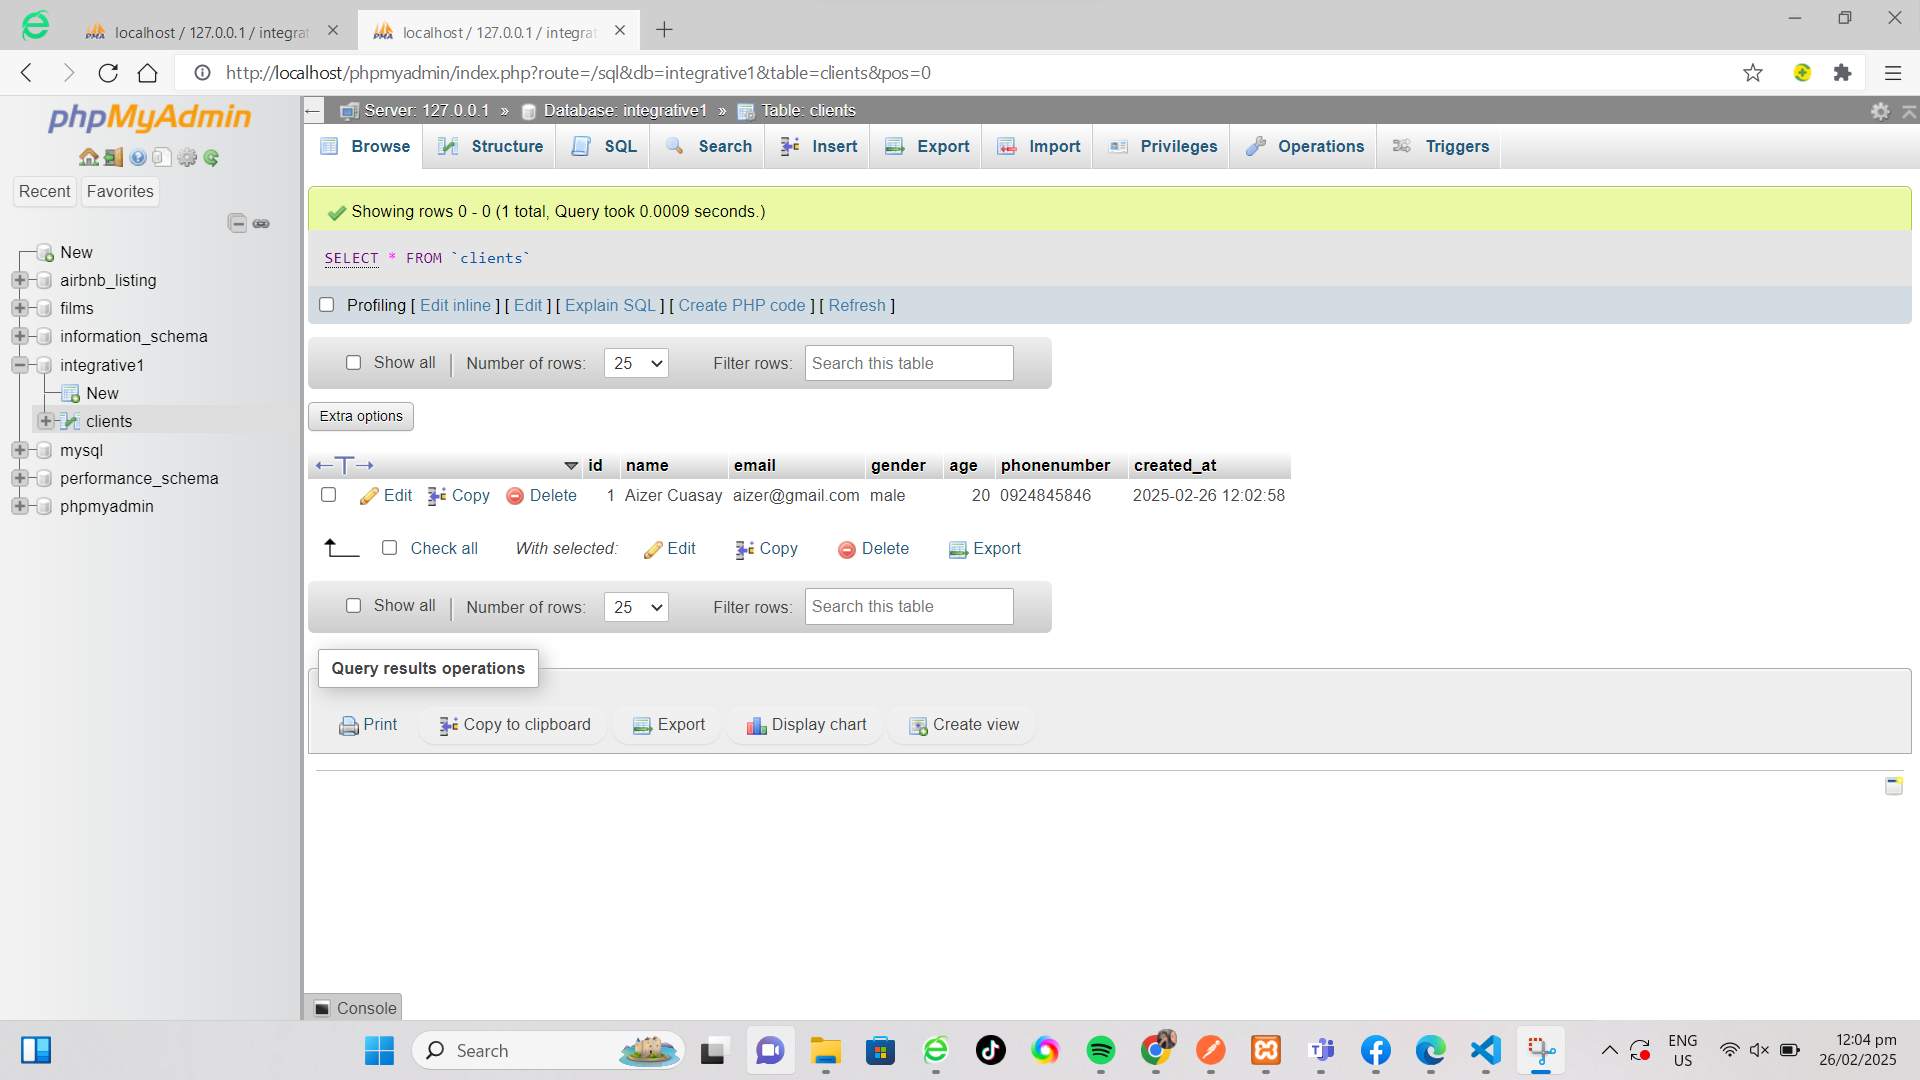 localhost / 127.0.0.1 / integrat
localhost / 127.0.0.1 / integrat
http://localhost/phpmyadmin/index.php?route=/sql&db=integrative1&table=clients&pos=0
phpMyAdmin
Recent Favorites
New
airbnb_listing
films
information_schema
integrative1
New
clients
mysql
performance_schema
phpmyadmin
Server: 127.0.0.1 » Database: integrative1 » Table: clients
Browse Structure SQL Search Insert Export Import Privileges Operations Triggers
Showing rows 0 - 0 (1 total, Query took 0.0009 seconds.)
SELECT * FROM `clients`
Profiling [ Edit inline ] [ Edit ] [ Explain SQL ] [ Create PHP code ] [ Refresh ]
Show all Number of rows: 25 Filter rows: Search this table
Extra options
id name email gender age phonenumber created_at
Edit Copy Delete 1 Aizer Cuasay aizer@gmail.com male 20 0924845846 2025-02-26 12:02:58
Check all With selected: Edit Copy Delete Export
Show all Number of rows: 25 Filter rows: Search this table
Query results operations
Print Copy to clipboard Export Display chart Create view
Console
Search
ENG
US
12:04 pm
26/02/2025